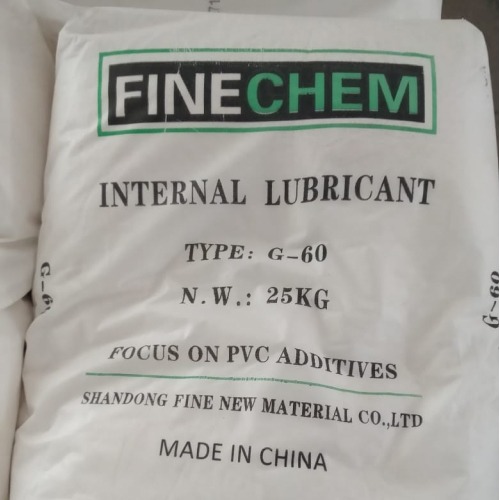 FINECHEM
INTERNAL LUBRICANT
TYPE: G-60
N.W.: 25KG
FOCUS ON PVC ADDITIVES
SHANDONG FINE NEW MATERIAL CO.,LTD
MADE IN CHINA
G-60